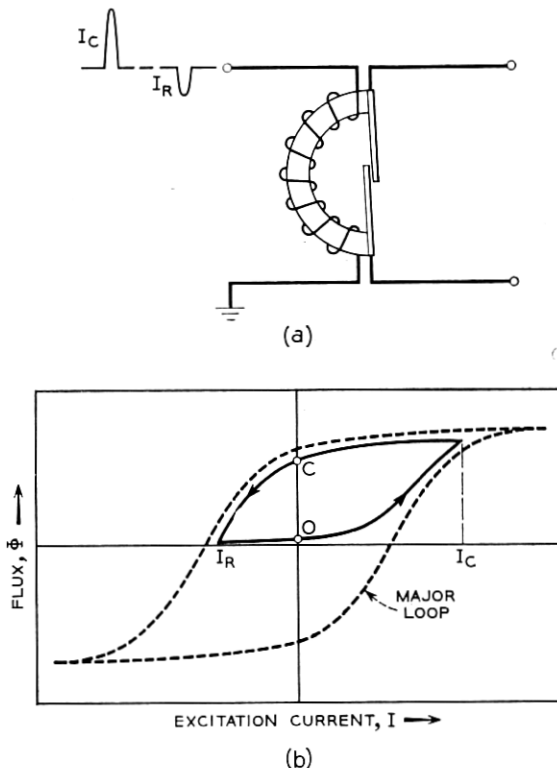 I_C
I_R
(a)
C
O
I_R
I_C
MAJOR
LOOP
FLUX, Φ
EXCITATION CURRENT, I
(b)